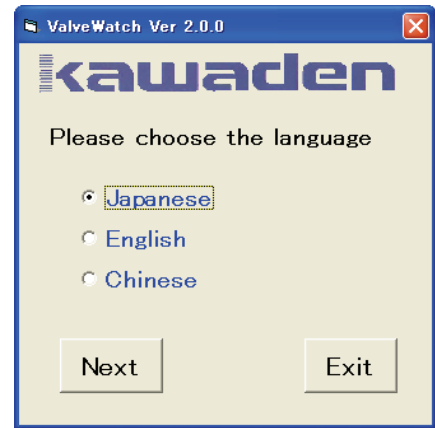 ValveWatch Ver 2.0.0
kawaden
Please choose the language
Japanese
English
Chinese
Next Exit